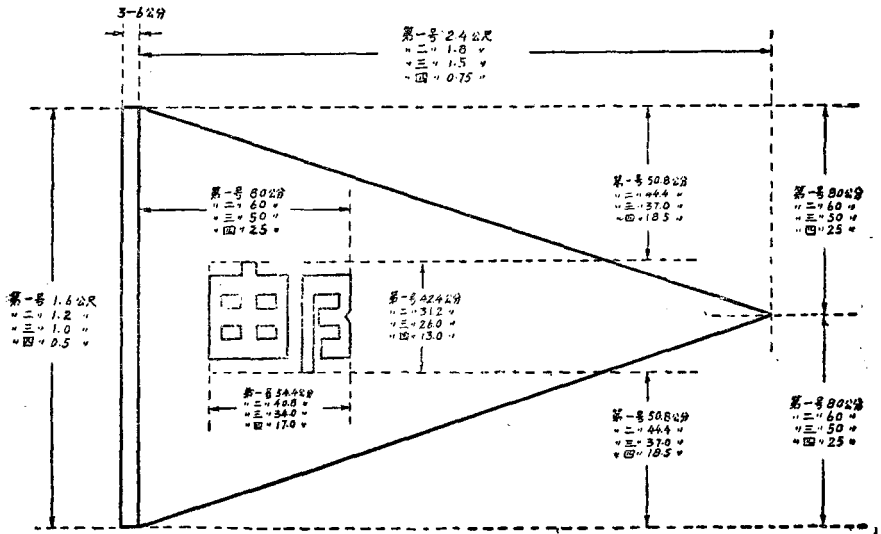 3-6公分
第一号 2.4 公尺
〃二〃 1.8 〃
〃三〃 1.5 〃
〃四〃 0.75 〃
第一号 80公分
〃二〃 60 〃
〃三〃 50 〃
〃四〃 25 〃
第一号 50.8公分
〃二〃 44.4 〃
〃三〃 37.0 〃
〃四〃 18.5 〃
第一号 80公分
〃二〃 60 〃
〃三〃 50 〃
〃四〃 25 〃
第一号 1.6 公尺
〃二〃 1.2 〃
〃三〃 1.0 〃
〃四〃 0.5 〃
邮
第一号 42.4公分
〃二〃 31.2 〃
〃三〃 26.0 〃
〃四〃 13.0 〃
第一号 54.4公分
〃二〃 40.8 〃
〃三〃 34.0 〃
〃四〃 17.0 〃
第一号 50.8公分
〃二〃 44.4 〃
〃三〃 37.0 〃
〃四〃 18.5 〃
第一号 80公分
〃二〃 60 〃
〃三〃 50 〃
〃四〃 25 〃